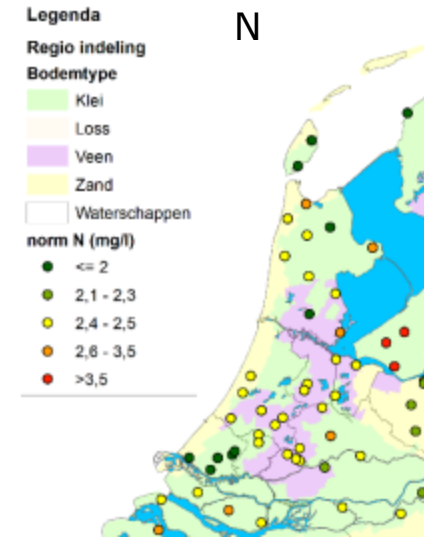 Legenda
N
Regio indeling
Bodemtype
Klei
Loss
Veen
Zand
Waterschappen
norm N (mg/l)
<= 2
2,1 - 2,3
2,4 - 2,5
2,6 - 3,5
>3,5